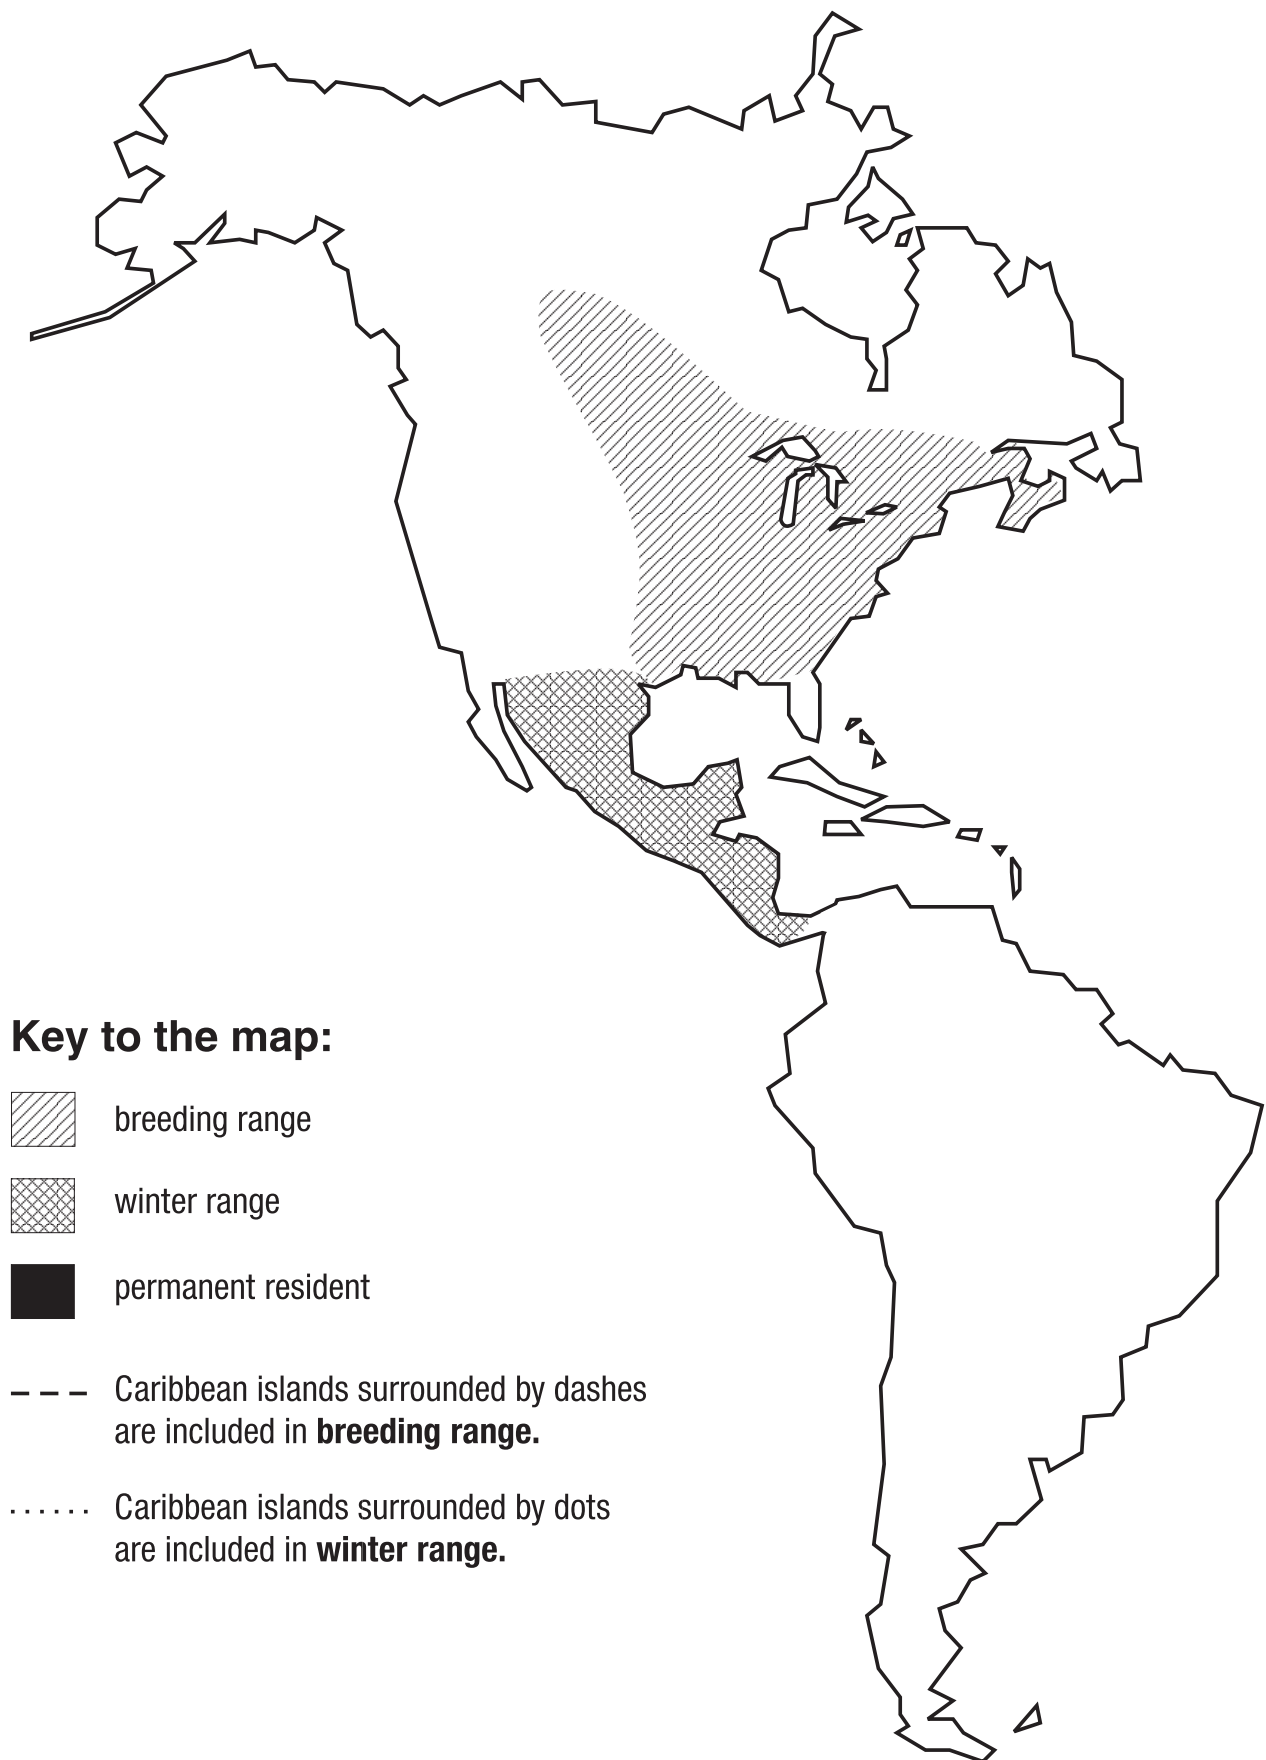 Key to the map:
breeding range
winter range
permanent resident
Caribbean islands surrounded by dashes
are included in breeding range.
Caribbean islands surrounded by dots
are included in winter range.